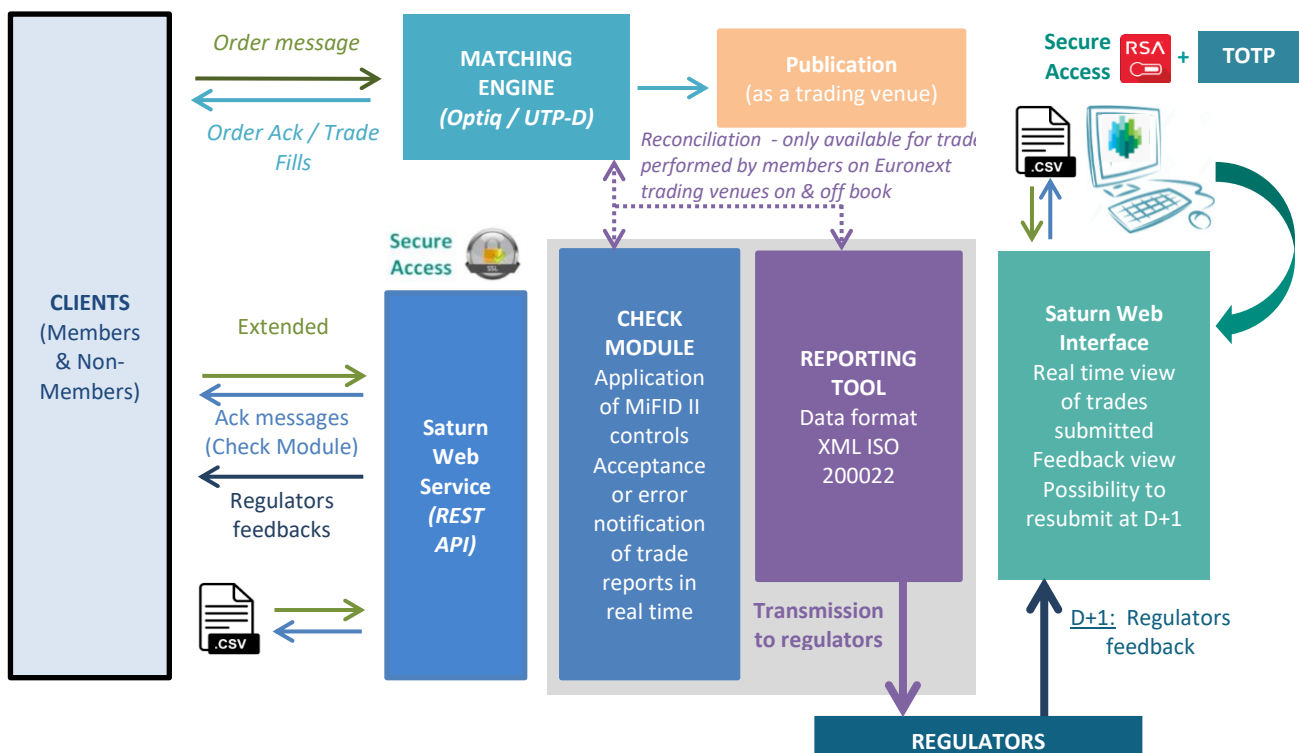 Order message
Order Ack / Trade
Fills
MATCHING
ENGINE
(Optiq / UTP-D)
Publication
(as a trading venue)
Secure
Access
RSA
+
TOTP
.CSV
Reconciliation - only available for trade
performed by members on Euronext
trading venues on & off book
Secure
Access
SSL
CLIENTS
(Members
& Non-
Members)
Extended
Ack messages
(Check Module)
Regulators
feedbacks
.CSV
Saturn
Web
Service
(REST
API)
CHECK
MODULE
Application
of MiFID II
controls
Acceptance
or error
notification
of trade
reports in
real time
REPORTING
TOOL
Data format
XML ISO
200022
Transmission
to regulators
Saturn Web
Interface
Real time view
of trades
submitted
Feedback view
Possibility to
resubmit at D+1
D+1: Regulators
feedback
REGULATORS